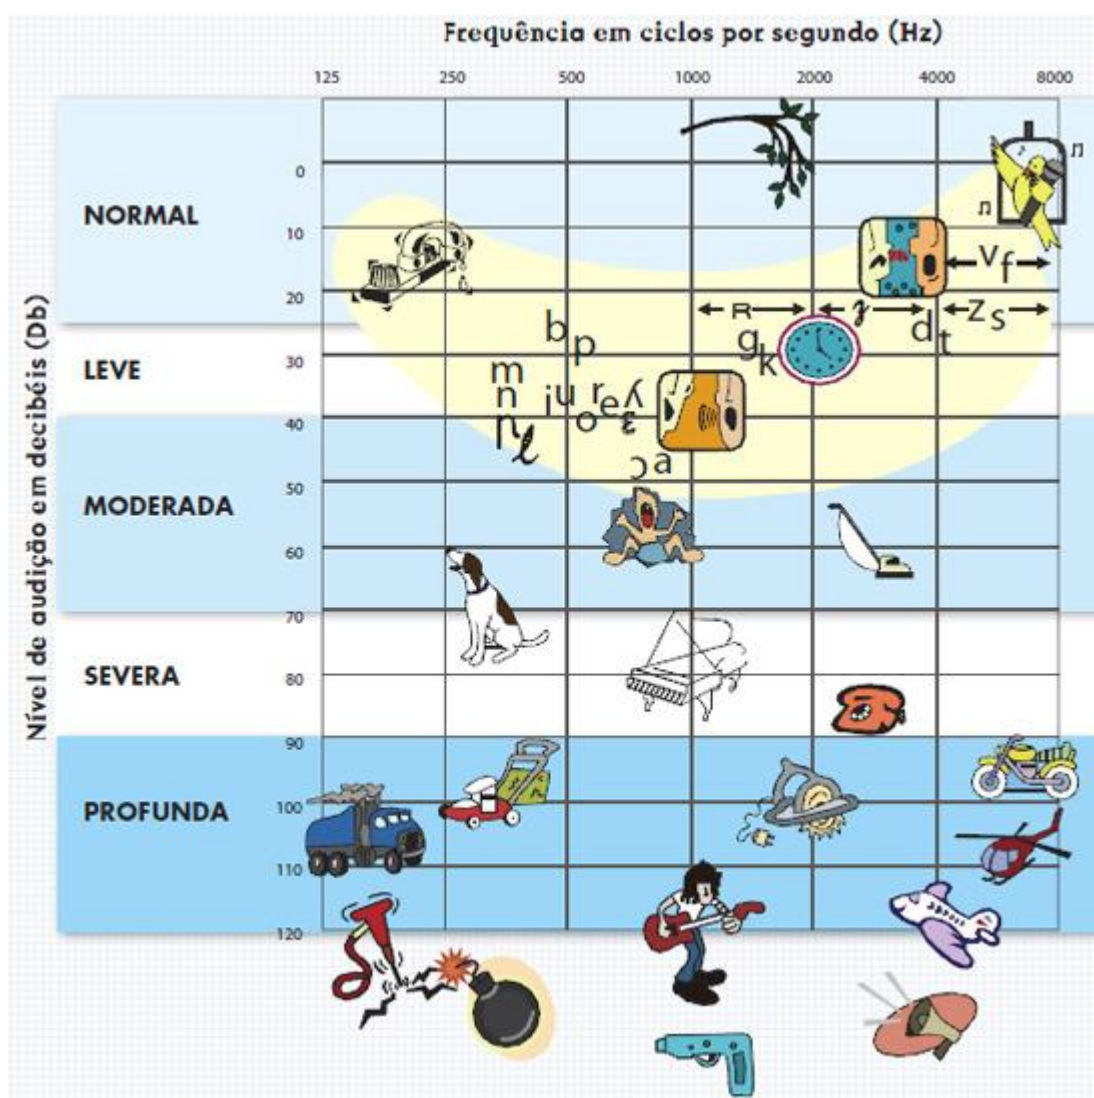 Frequência em ciclos por segundo (Hz)
125 250 500 1000 2000 4000 8000
Nível de audição em decibéis (Db)
0
NORMAL
10
20
v f
R ʒ z s
b p g k d t
30
LEVE
m
n i u r e ʎ
40
o ɛ
ɲ l
ɔ a
50
MODERADA
60
70
SEVERA
80
90
PROFUNDA
100
110
120